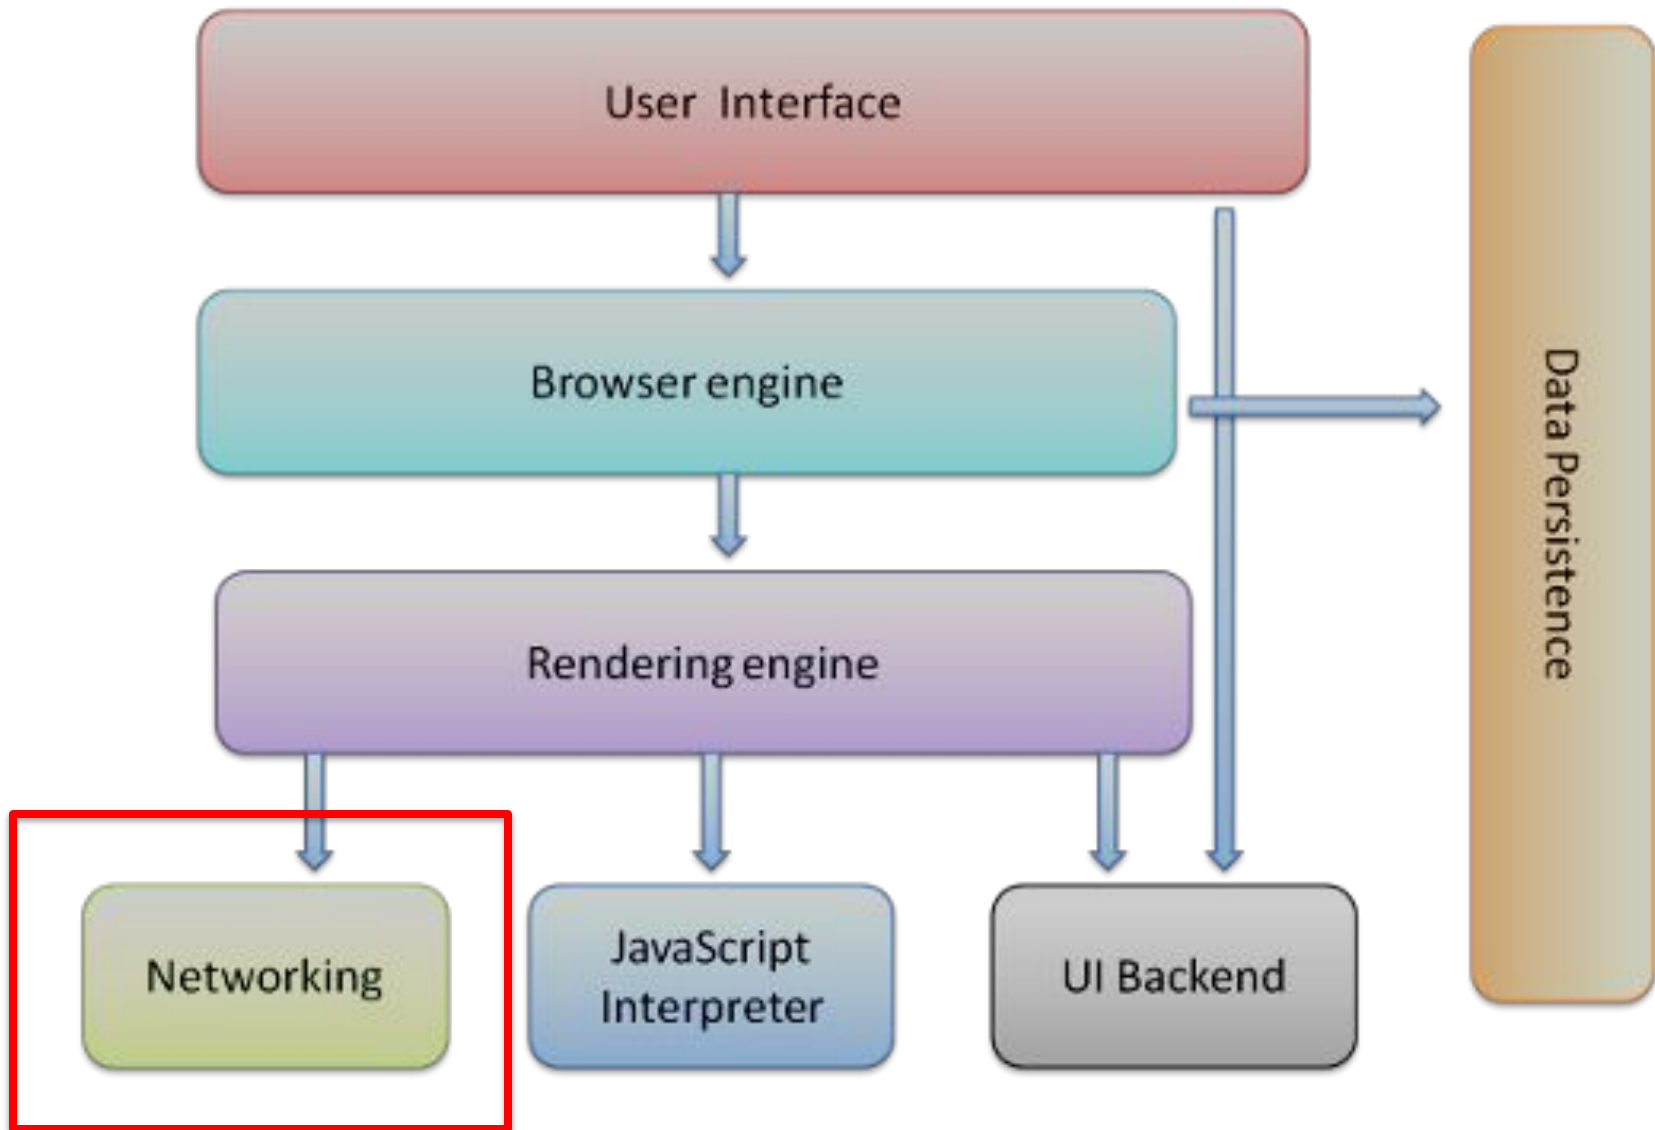 User Interface
Browser engine
Data Persistence
Rendering engine
Networking
JavaScript
Interpreter
UI Backend